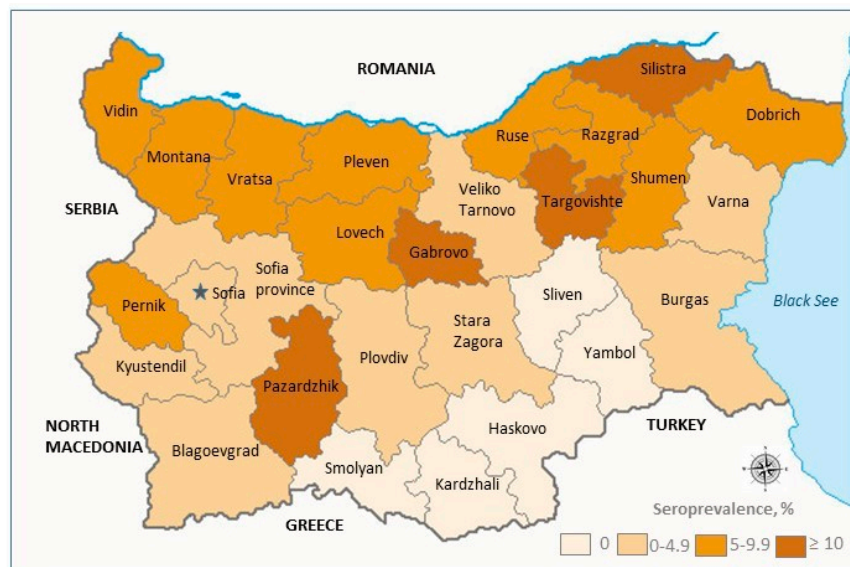 ROMANIA
Silistra
Vidin
Dobrich
Ruse
Razgrad
Montana
Pleven
Vratsa
Shumen
Veliko
Tarnovo
Targovishte
Varna
SERBIA
Lovech
Gabrovo
Sofia
province
Sofia
Sliven
Burgas
Black See
Pernik
Stara
Zagora
Yambol
Kyustendil
Plovdiv
Pazardzhik
NORTH
MACEDONIA
Haskovo
TURKEY
Blagoevgrad
Smolyan
Kardzhali
GREECE
Seroprevalence, %
0 0-4.9 5-9.9 ≥ 10